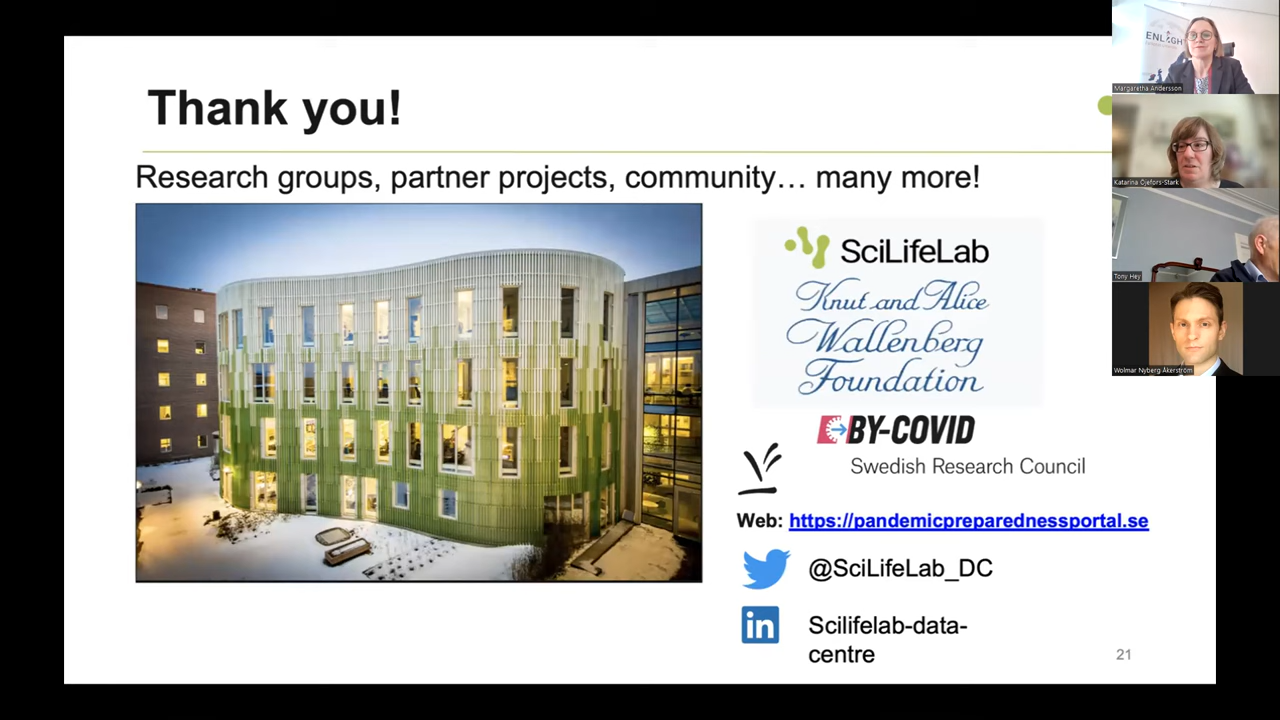 Thank you!
Research groups, partner projects, community… many more!
SciLifeLab
Knut and Alice
Wallenberg
Foundation
BY-COVID
Swedish Research Council
Web: https://pandemicpreparednessportal.se
@SciLifeLab_DC
in
Scilifelab-data-
centre
21
ENLIGHT
Margaretha Andersson
Katarina Öjefors-Stark
Tony Hey
Wolmar Nyberg Åkerström